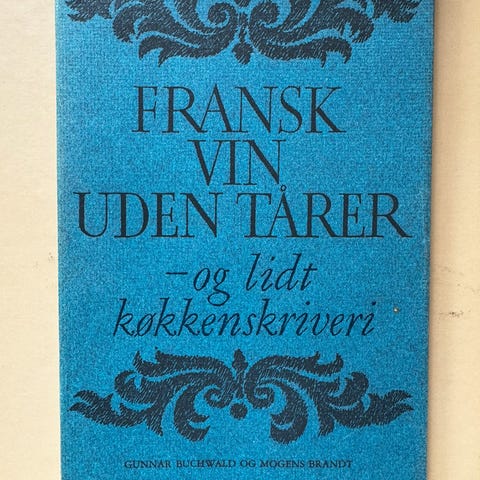 FRANSK
VIN
UDEN TÅRER
– og lidt
køkkenskriveri
GUNNAR BUCHWALD OG MOGENS BRANDT